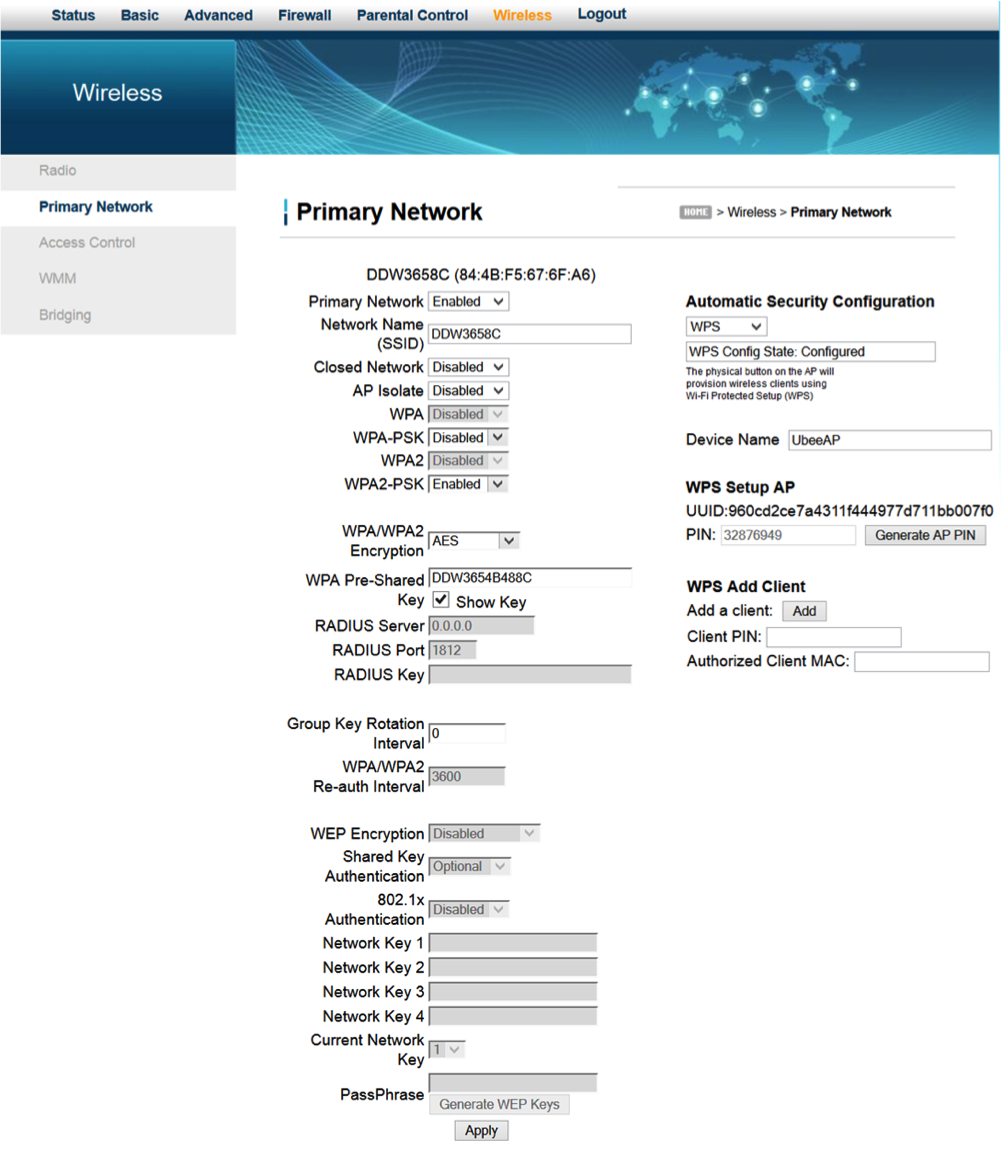 Status Basic Advanced Firewall Parental Control Wireless Logout
Wireless
Radio
Primary Network
Access Control
WMM
Bridging
Primary Network
HOME > Wireless > Primary Network
DDW3658C (84:4B:F5:67:6F:A6)
Primary Network Enabled
Network Name
(SSID) DDW3658C
Closed Network Disabled
AP Isolate Disabled
WPA Disabled
WPA-PSK Disabled
WPA2 Disabled
WPA2-PSK Enabled
WPA/WPA2
Encryption AES
WPA Pre-Shared
Key DDW3654B488C
Show Key
RADIUS Server 0.0.0.0
RADIUS Port 1812
RADIUS Key
Group Key Rotation
Interval 0
WPA/WPA2
Re-auth Interval 3600
WEP Encryption Disabled
Shared Key
Authentication Optional
802.1x
Authentication Disabled
Network Key 1
Network Key 2
Network Key 3
Network Key 4
Current Network
Key 1
PassPhrase
Generate WEP Keys
Apply
Automatic Security Configuration
WPS
WPS Config State: Configured
The physical button on the AP will
provision wireless clients using
Wi-Fi Protected Setup (WPS)
Device Name UbeeAP
WPS Setup AP
UUID:960cd2ce7a4311f444977d711bb007f0
PIN: 32876949 Generate AP PIN
WPS Add Client
Add a client: Add
Client PIN:
Authorized Client MAC: